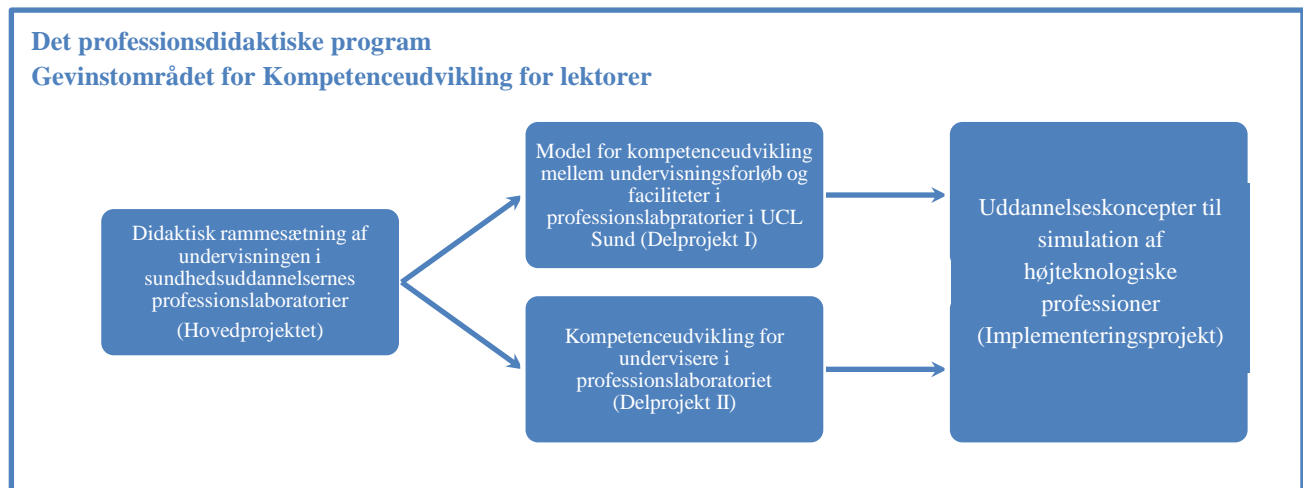 Det professionsdidaktiske program
Gevinstområdet for Kompetenceudvikling for lektorer
Didaktisk rammesætning af
undervisningen i
sundhedsuddannelsernes
professionslaboratorier
(Hovedprojektet)
Model for kompetenceudvikling
mellem undervisningsforløb og
faciliteter i
professionslabpratorier i UCL
Sund (Delprojekt I)
Kompetenceudvikling for
undervisere i
professionslaboratoriet
(Delprojekt II)
Uddannelseskoncepter til
simulation af
højteknologiske
professioner
(Implementeringsprojekt)